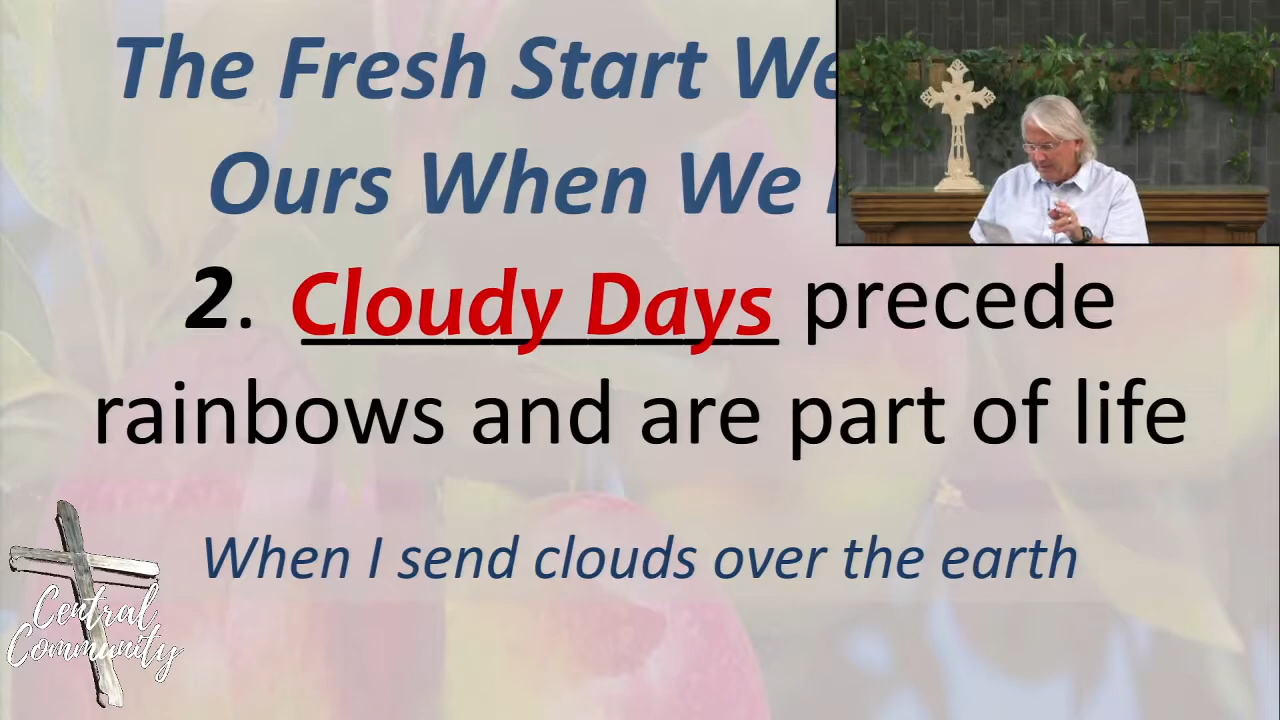 The Fresh Start We
Ours When We
2. Cloudy Days precede
rainbows and are part of life
When I send clouds over the earth
Central
Community